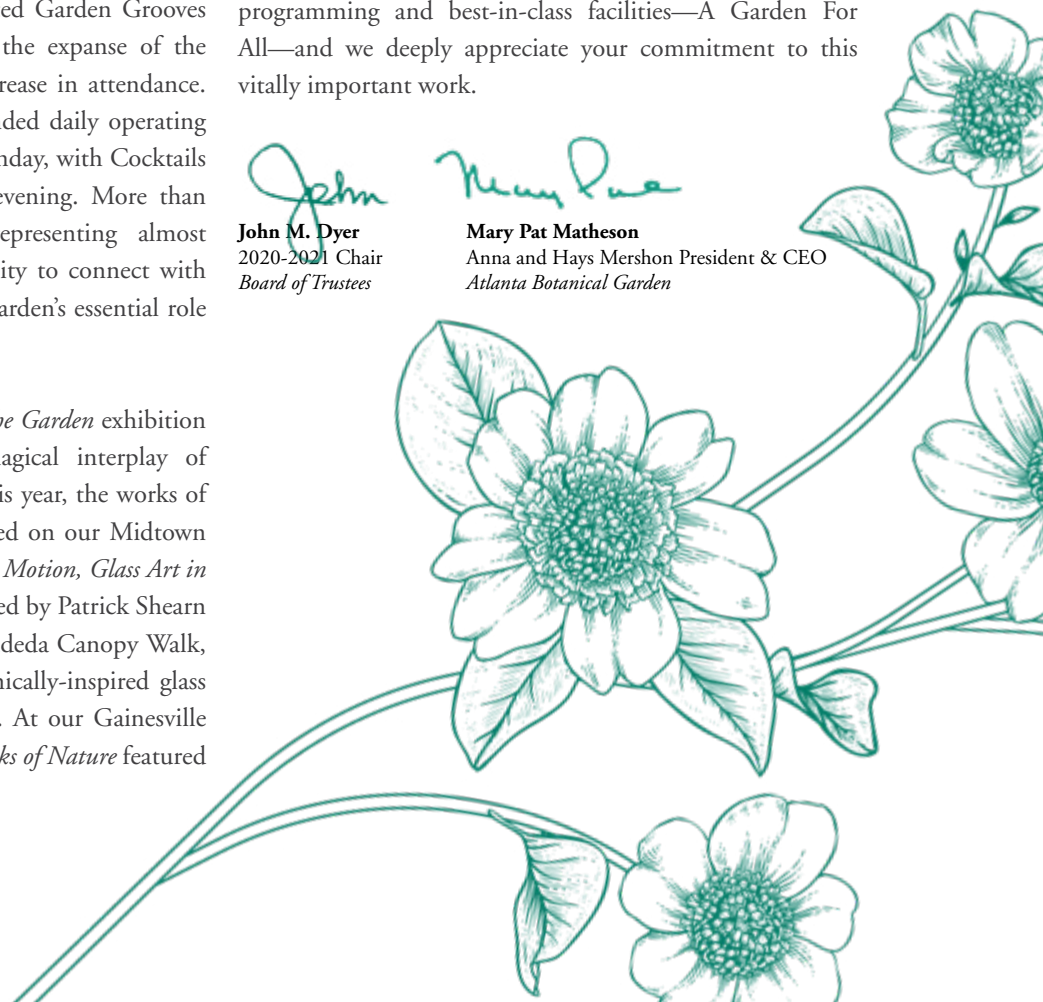 ed Garden Grooves
the expanse of the
rease in attendance.
ded daily operating
nday, with Cocktails
evening. More than
epresenting almost
ity to connect with
arden's essential role
e Garden exhibition
agical interplay of
is year, the works of
ed on our Midtown
Motion, Glass Art in
ed by Patrick Shearn
deda Canopy Walk,
nically-inspired glass
. At our Gainesville
ks of Nature featured
programming and best-in-class facilities—A Garden For
All—and we deeply appreciate your commitment to this
vitally important work.
John
John M. Dyer
2020-2021 Chair
Board of Trustees
Mary Pat
Mary Pat Matheson
Anna and Hays Mershon President & CEO
Atlanta Botanical Garden